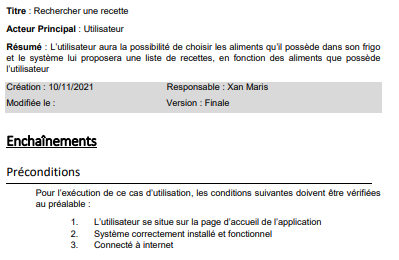 Titre : Rechercher une recette
Acteur Principal : Utilisateur
Résumé : L'utilisateur aura la possibilité de choisir les aliments qu'il possède dans son frigo
et le système lui proposera une liste de recettes, en fonction des aliments que possède
l'utilisateur
Création : 10/11/2021 Responsable : Xan Maris
Modifiée le : Version : Finale
Enchaînements
Préconditions
Pour l'exécution de ce cas d'utilisation, les conditions suivantes doivent être vérifiées
au préalable :
1. L'utilisateur se situe sur la page d'accueil de l'application
2. Système correctement installé et fonctionnel
3. Connecté à internet